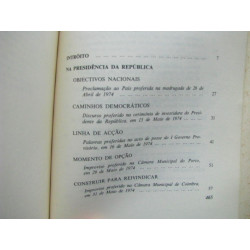 INTRÓITO 7
NA PRESIDÊNCIA DA REPÚBLICA
OBJECTIVOS NACIONAIS
Proclamação ao País proferida na madrugada de 26 de
Abril de 1974 21
CAMINHOS DEMOCRÁTICOS
Discurso proferido na cerimónia de investidura do Presi-
dente da República, em 15 de Maio de 1974
LINHA DE ACÇÃO
Palavras proferidas no acto de posse do I Governo Pro-
visório, em 16 de Maio de 1974
MOMENTO DE OPÇÃO
Improviso proferido na Câmara Municipal do Porto,
em 29 de Maio de 1974
CONSTRUIR PARA REIVINDICAR
Improviso proferido na Câmara Municipal de Coimbra,
em 31 de Maio de 1974